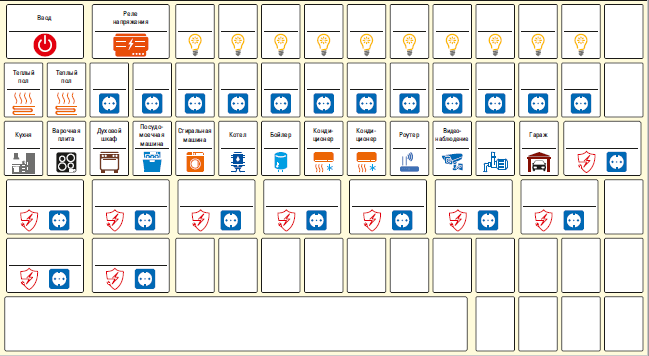 Ввод
Реле
напряжения
Теплый
пол
Теплый
пол
Кухня
Варочная
плита
Духовой
шкаф
Посудо-
моечная
машина
Стиральная
машина
Котел
Бойлер
Конди-
ционер
Конди-
ционер
Роутер
Видео-
наблюдение
Гараж